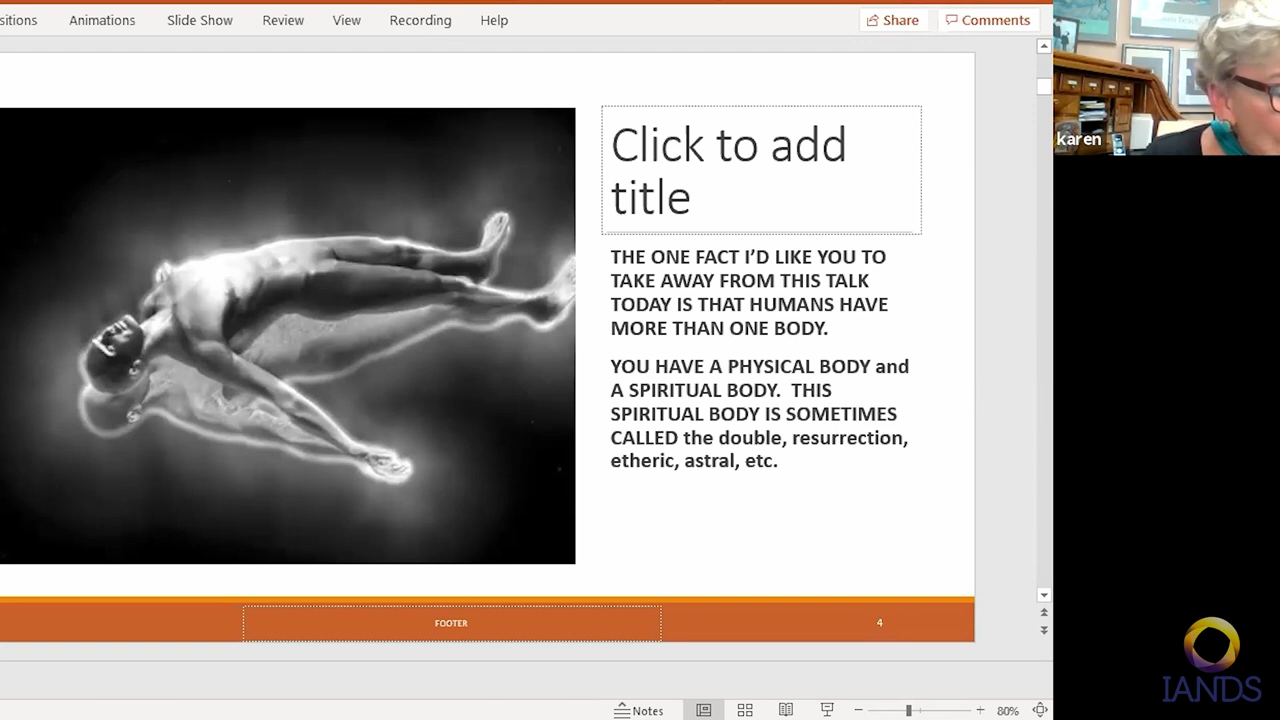 sitions Animations Slide Show Review View Recording Help Share Comments
karen
Click to add
title
THE ONE FACT I'D LIKE YOU TO
TAKE AWAY FROM THIS TALK
TODAY IS THAT HUMANS HAVE
MORE THAN ONE BODY.
YOU HAVE A PHYSICAL BODY and
A SPIRITUAL BODY.  THIS
SPIRITUAL BODY IS SOMETIMES
CALLED the double, resurrection,
etheric, astral, etc.
FOOTER 4
IANDS
Notes 80%